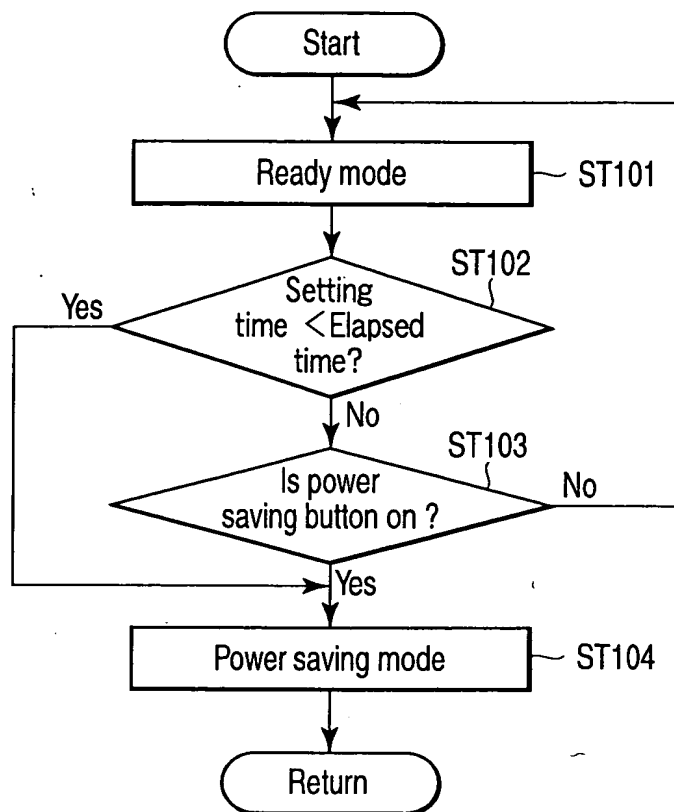 Start
Ready mode
ST101
ST102
Yes
Setting
time <Elapsed
time?
No
ST103
Is power
saving button on ?
No
Yes
Power saving mode
ST104
Return